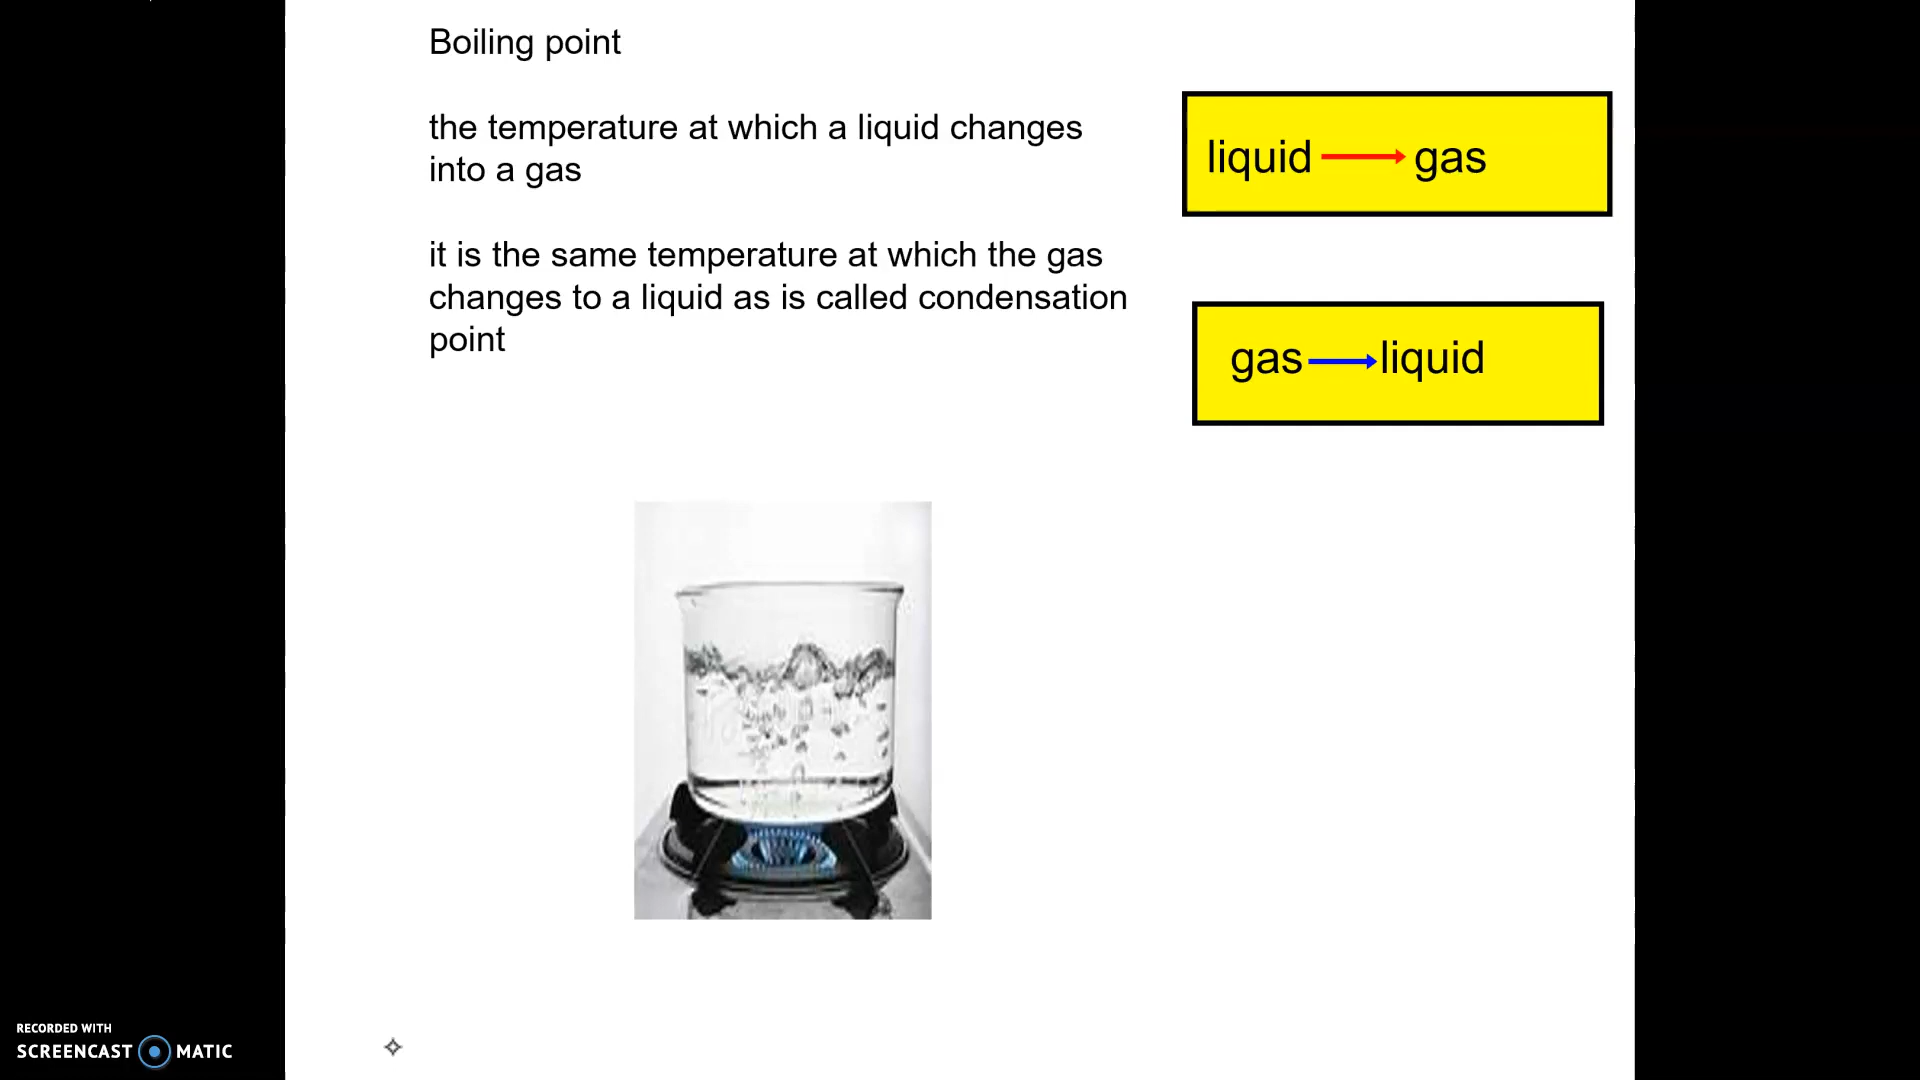 Boiling point
the temperature at which a liquid changes
into a gas
it is the same temperature at which the gas
changes to a liquid as is called condensation
point
liquid → gas
gas → liquid
RECORDED WITH
SCREENCAST MATIC